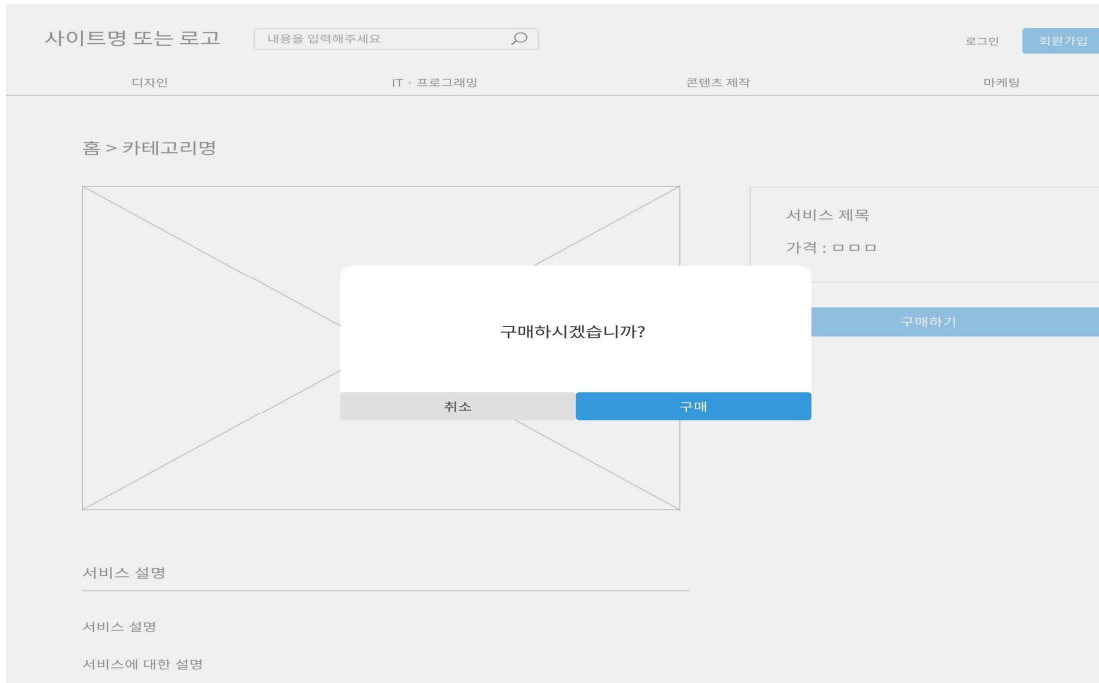 사이트명 또는 로고
내용을 입력해주세요
로그인
회원가입
디자인
IT · 프로그래밍
콘텐츠 제작
마케팅
홈 > 카테고리명
서비스 제목
가격 : ㅁㅁㅁ
구매하기
구매하시겠습니까?
취소
구매
서비스 설명
서비스 설명
서비스에 대한 설명